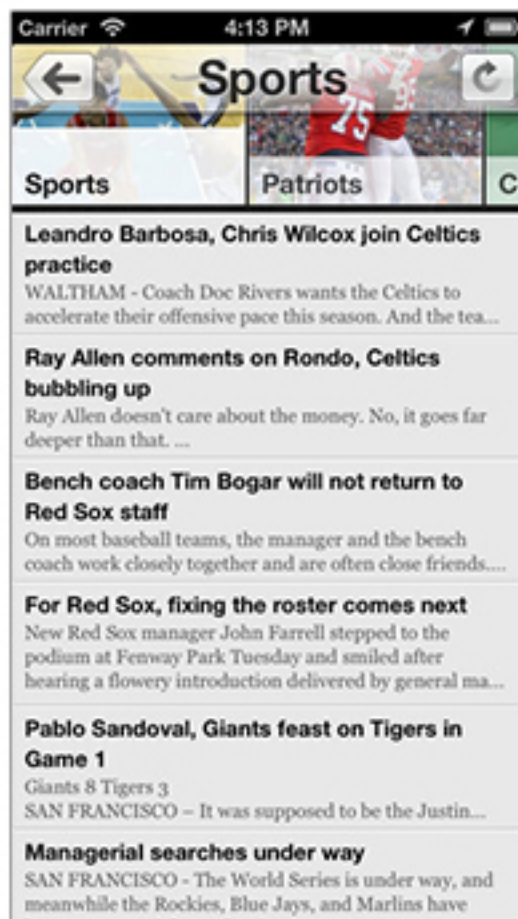 Carrier 4:13 PM
Sports
75
Sports Patriots C
Leandro Barbosa, Chris Wilcox join Celtics
practice
WALTHAM - Coach Doc Rivers wants the Celtics to
accelerate their offensive pace this season. And the tea...
Ray Allen comments on Rondo, Celtics
bubbling up
Ray Allen doesn't care about the money. No, it goes far
deeper than that. ...
Bench coach Tim Bogar will not return to
Red Sox staff
On most baseball teams, the manager and the bench
coach work closely together and are often close friends....
For Red Sox, fixing the roster comes next
New Red Sox manager John Farrell stepped to the
podium at Fenway Park Tuesday and smiled after
hearing a flowery introduction delivered by general ma...
Pablo Sandoval, Giants feast on Tigers in
Game 1
Giants 8 Tigers 3
SAN FRANCISCO – It was supposed to be the Justin...
Managerial searches under way
SAN FRANCISCO - The World Series is under way, and
meanwhile the Rockies, Blue Jays, and Marlins have